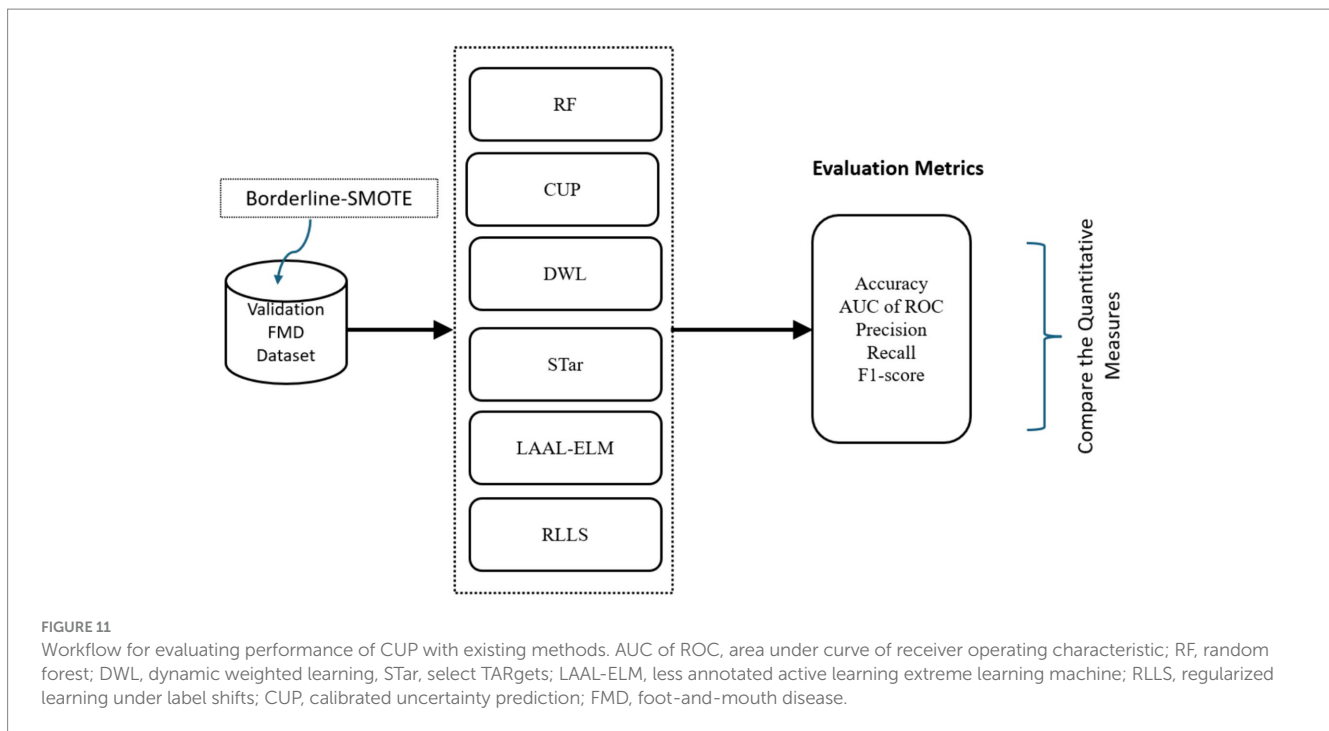 Borderline-SMOTE
Validation
FMD
Dataset
RF
CUP
DWL
STar
LAAL-ELM
RLLS
Evaluation Metrics
Accuracy
AUC of ROC
Precision
Recall
F1-score
Compare the Quantitative
Measures
FIGURE 11
Workflow for evaluating performance of CUP with existing methods. AUC of ROC, area under curve of receiver operating characteristic; RF, random
forest; DWL, dynamic weighted learning, STar, select TARgets; LAAL-ELM, less annotated active learning extreme learning machine; RLLS, regularized
learning under label shifts; CUP, calibrated uncertainty prediction; FMD, foot-and-mouth disease.